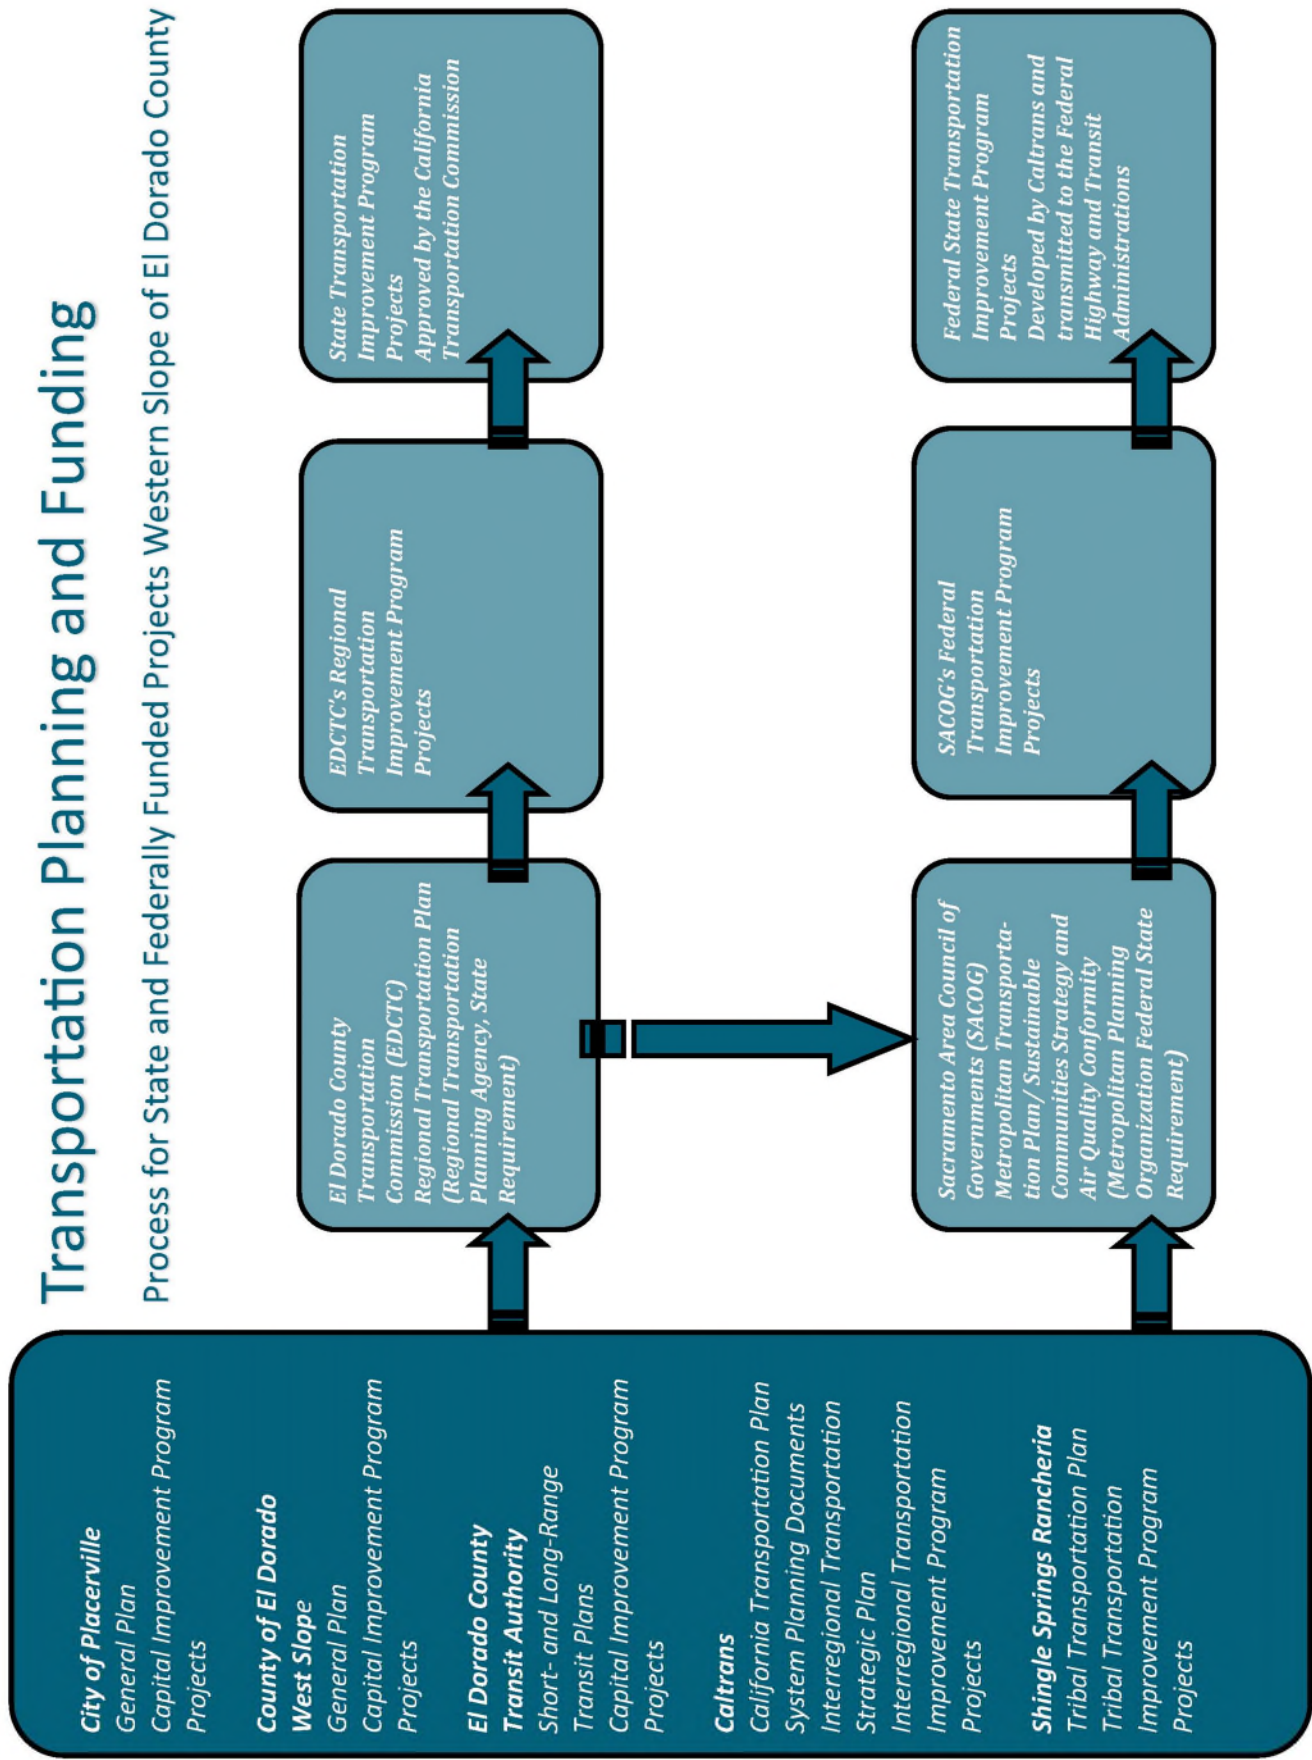 Transportation Planning and Funding
Process for State and Federally Funded Projects Western Slope of El Dorado County
City of Placerville
General Plan
Capital Improvement Program
Projects
County of El Dorado
West Slope
General Plan
Capital Improvement Program
Projects
El Dorado County
Transit Authority
Short- and Long-Range
Transit Plans
Capital Improvement Program
Projects
Caltrans
California Transportation Plan
System Planning Documents
Interregional Transportation
Strategic Plan
Interregional Transportation
Improvement Program
Projects
Shingle Springs Rancheria
Tribal Transportation Plan
Tribal Transportation
Improvement Program
Projects
El Dorado County
Transportation
Commission (EDCTC)
Regional Transportation Plan
(Regional Transportation
Planning Agency, State
Requirement)
EDCTC's Regional
Transportation
Improvement Program
Projects
State Transportation
Improvement Program
Projects
Approved by the California
Transportation Commission
Sacramento Area Council of
Governments (SACOG)
Metropolitan Transporta-
tion Plan/ Sustainable
Communities Strategy and
Air Quality Conformity
(Metropolitan Planning
Organization Federal State
Requirement)
SACOG's Federal
Transportation
Improvement Program
Projects
Federal State Transportation
Improvement Program
Projects
Developed by Caltrans and
transmitted to the Federal
Highway and Transit
Administrations